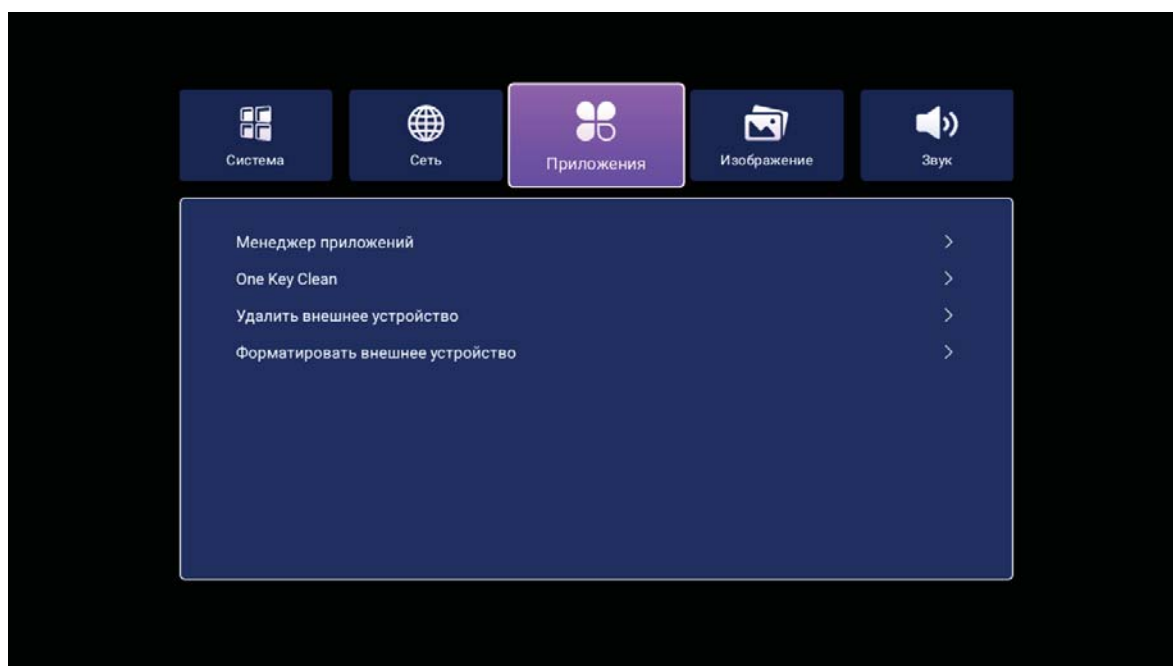 Система
Сеть
Приложения
Изображение
Звук
Менеджер приложений
One Key Clean
Удалить внешнее устройство
Форматировать внешнее устройство